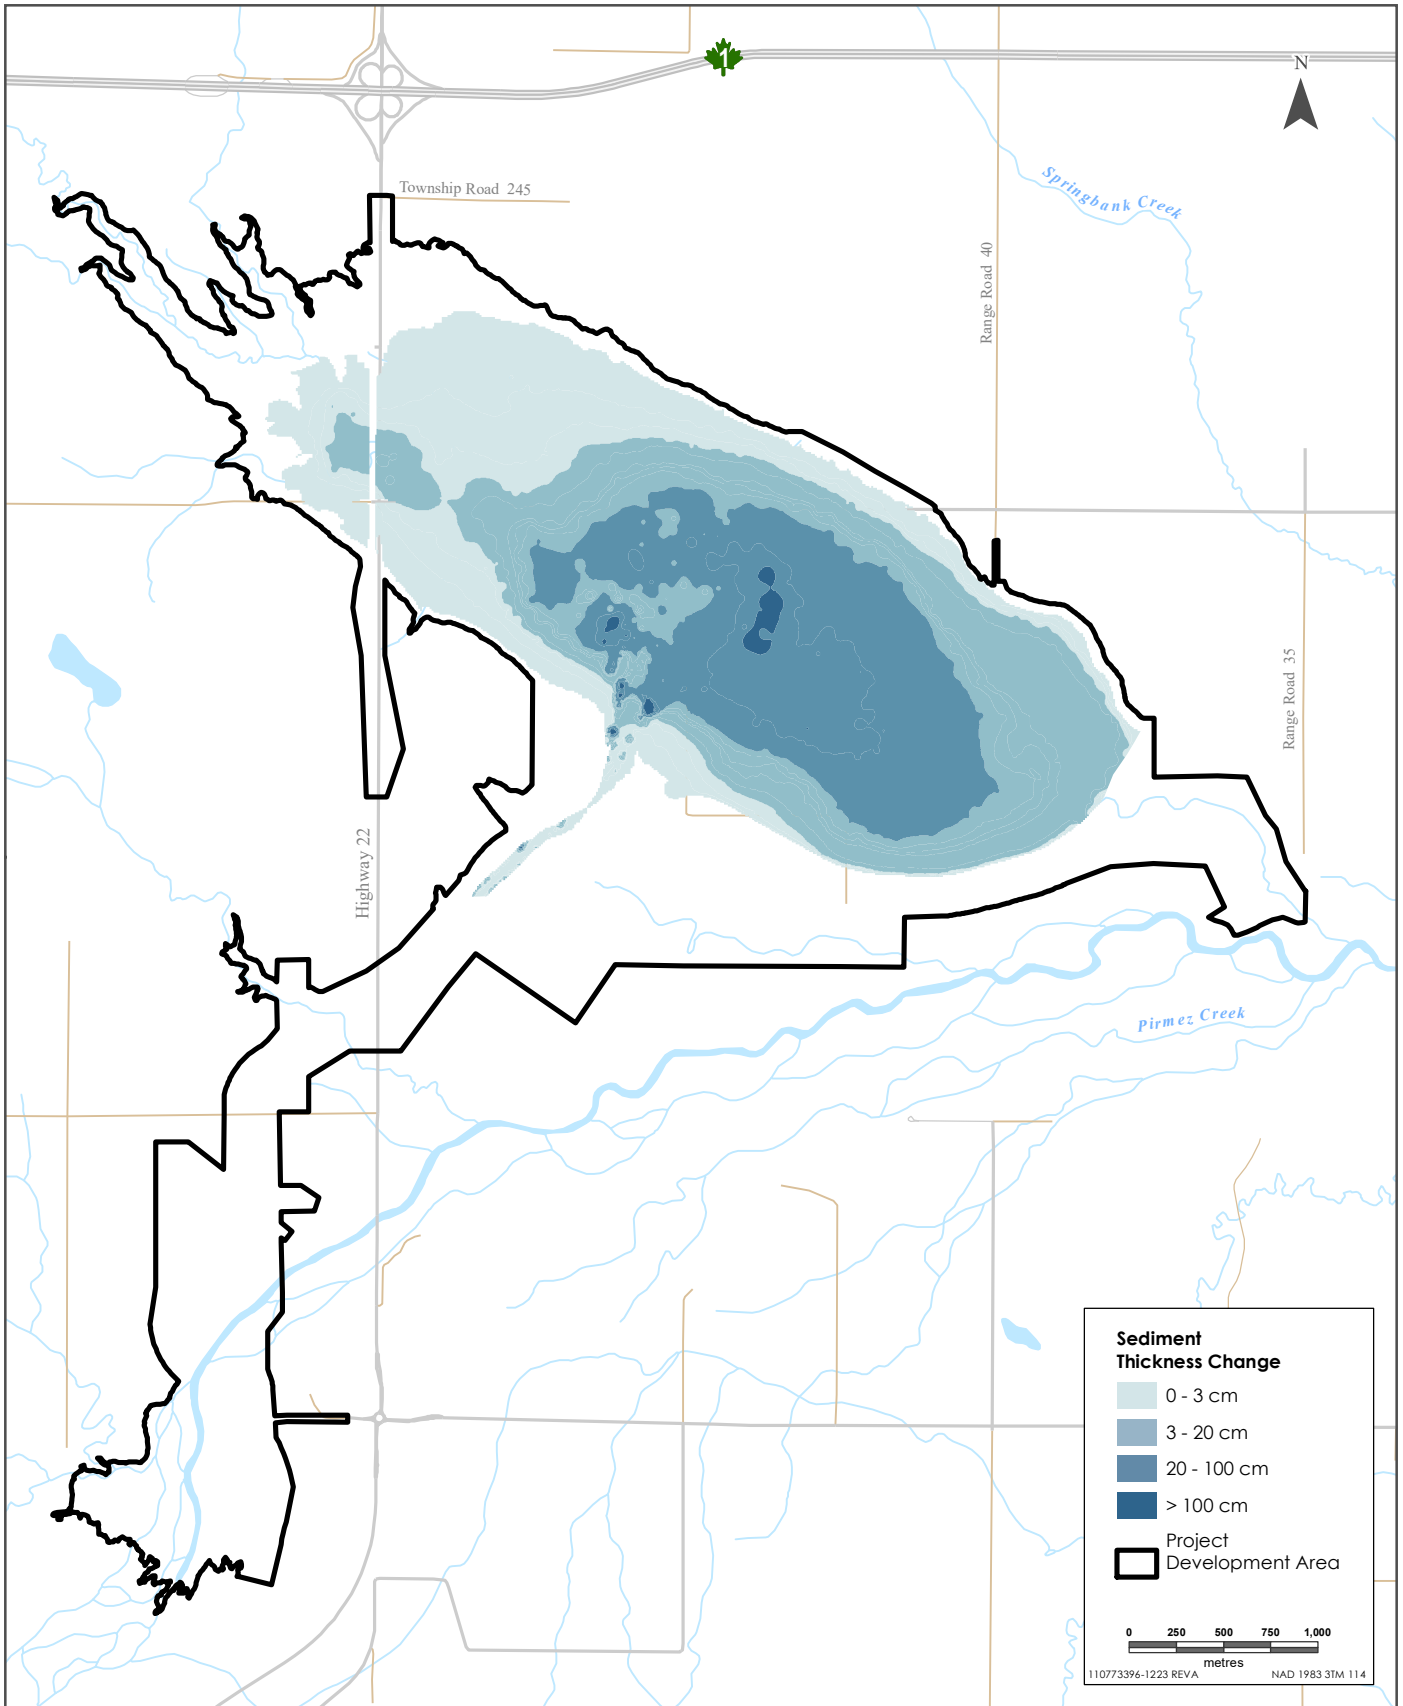 1
N
Township Road 245
Springbank Creek
Range Road 40
Range Road 35
Highway 22
Pirmez Creek
Sediment
Thickness Change
0 - 3 cm
3 - 20 cm
20 - 100 cm
> 100 cm
Project
Development Area
0 250 500 750 1,000
metres
110773396-1223 REVA NAD 1983 3TM 114